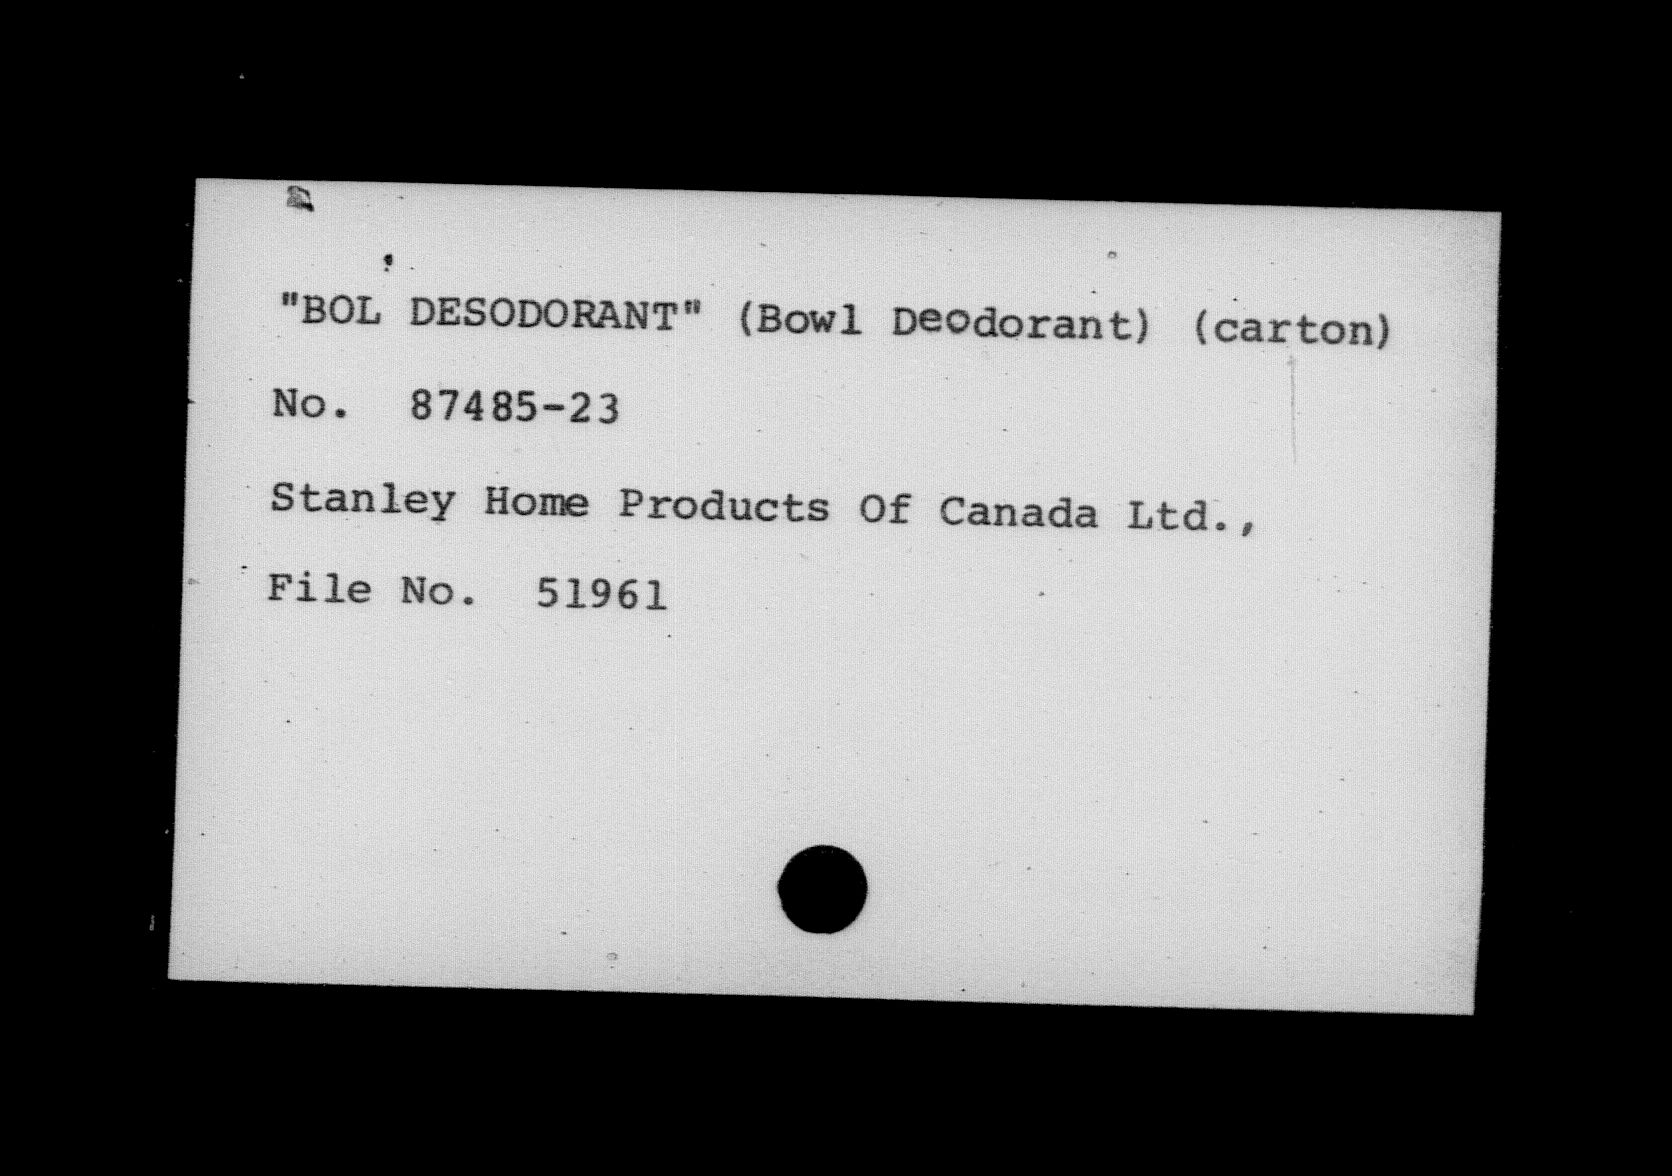 "BOL DESODORANT" (Bowl Deodorant) (carton)
No. 87485-23
Stanley Home Products Of Canada Ltd.,
File No. 51961